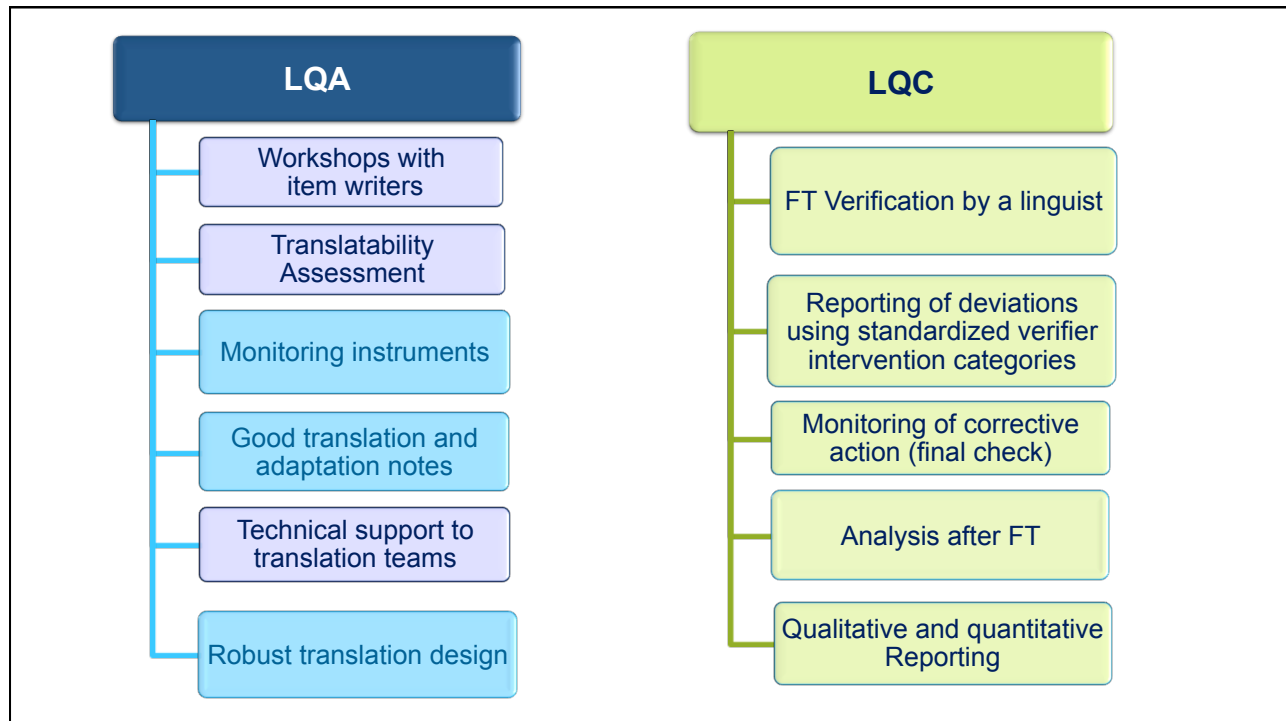 LQA
Workshops with
item writers
Translatability
Assessment
Monitoring instruments
Good translation and
adaptation notes
Technical support to
translation teams
Robust translation design
LQC
FT Verification by a linguist
Reporting of deviations
using standardized verifier
intervention categories
Monitoring of corrective
action (final check)
Analysis after FT
Qualitative and quantitative
Reporting